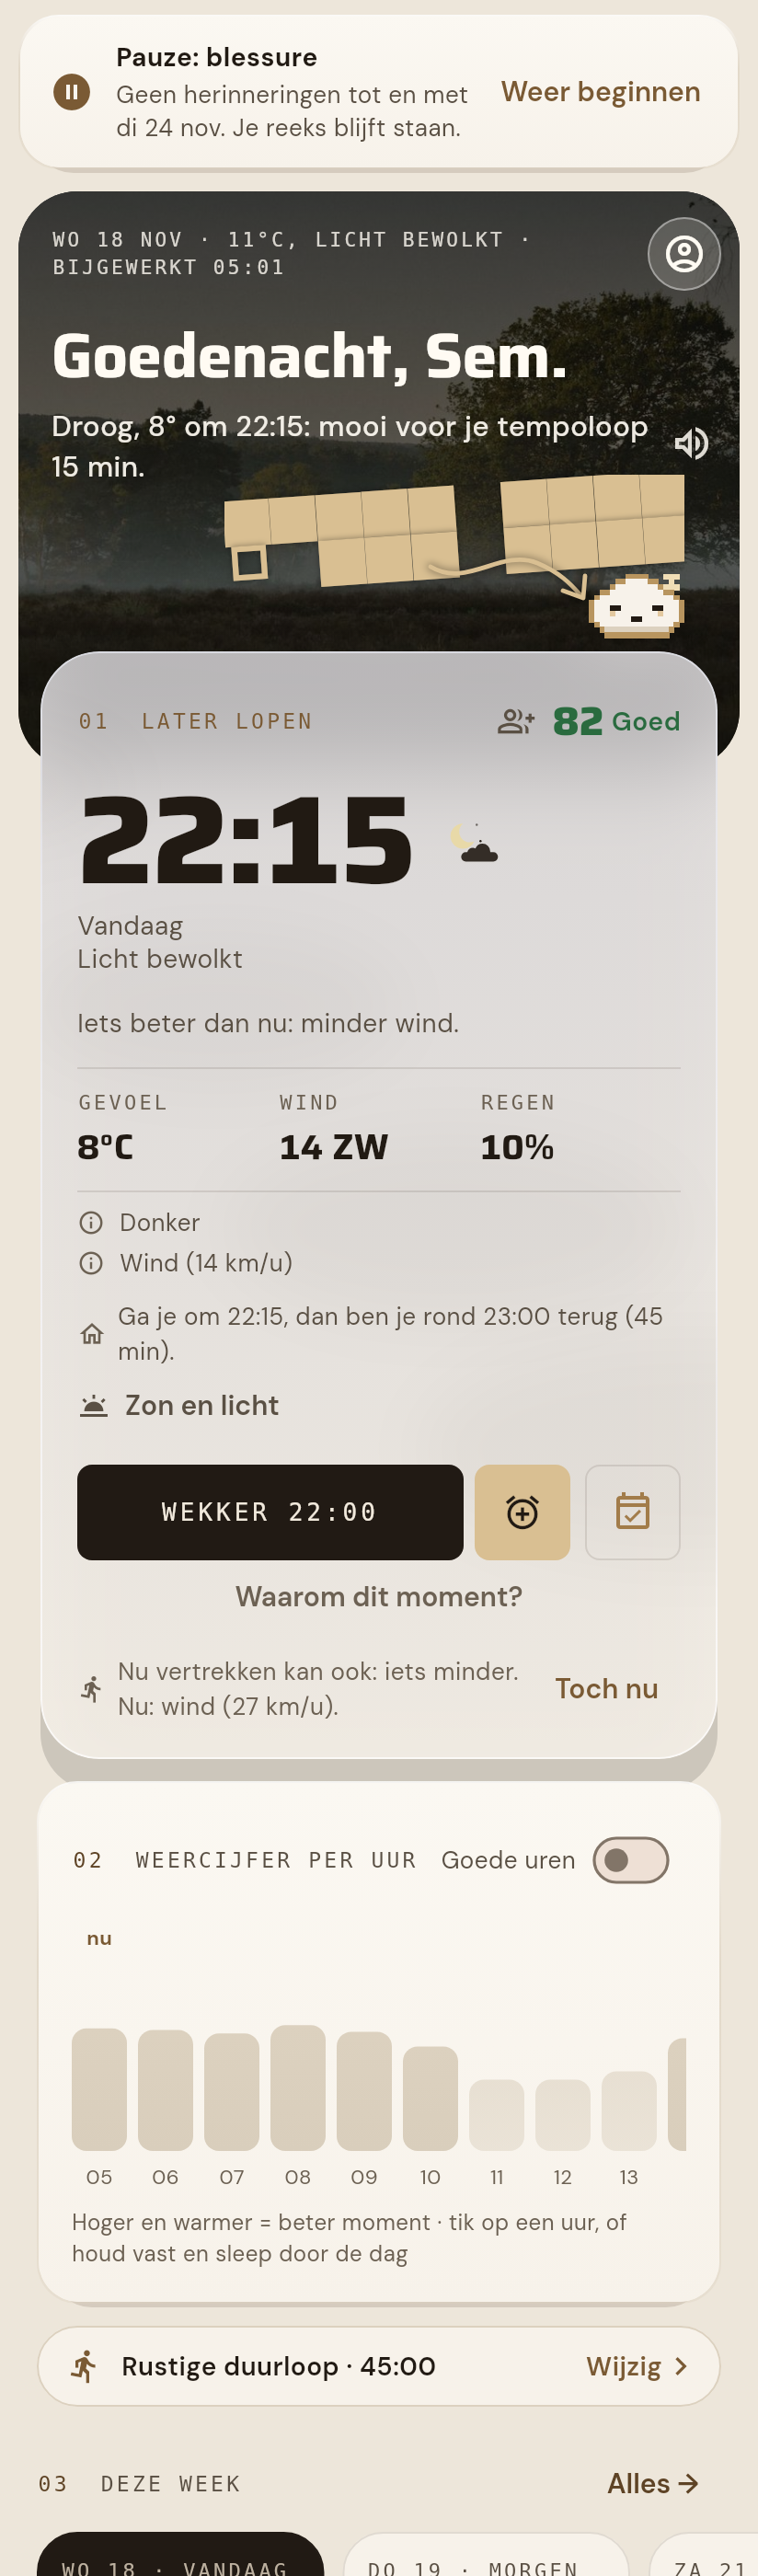 Pauze: blessure
Geen herinneringen tot en met
di 24 nov. Je reeks blijft staan.
Weer beginnen
WO 18 NOV · 11°C, LICHT BEWOLKT ·
BIJGEWERKT 05:01
Goedenacht, Sem.
Droog, 8° om 22:15: mooi voor je tempoloop
15 min.
01 LATER LOPEN
82 Goed
22:15
Vandaag
Licht bewolkt
Iets beter dan nu: minder wind.
GEVOEL WIND REGEN
8°C 14 ZW 10%
Donker
Wind (14 km/u)
Ga je om 22:15, dan ben je rond 23:00 terug (45
min).
Zon en licht
WEKKER 22:00
Waarom dit moment?
Nu vertrekken kan ook: iets minder.
Nu: wind (27 km/u).
Toch nu
02 WEERCIJFER PER UUR Goede uren
nu
05 06 07 08 09 10 11 12 13
Hoger en warmer = beter moment · tik op een uur, of
houd vast en sleep door de dag
Rustige duurloop · 45:00 Wijzig
03 DEZE WEEK Alles →
WO 18 · VANDAAG DO 19 · MORGEN ZA 21